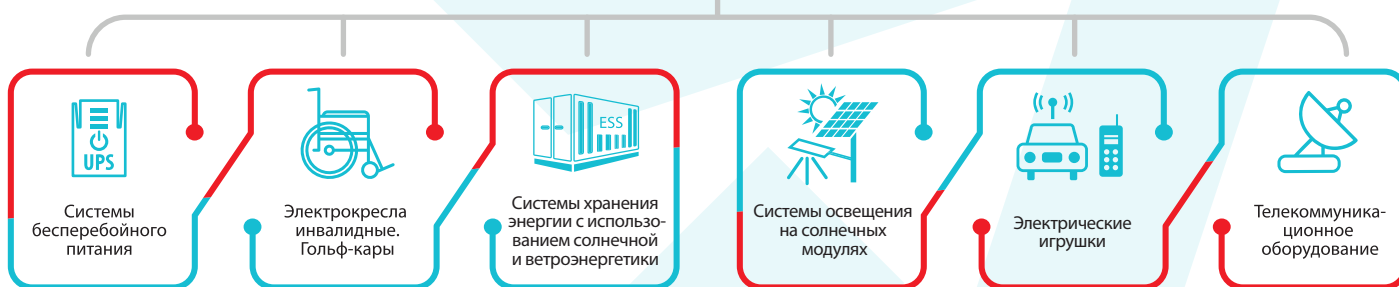 UPS
Системы
бесперебойного
питания
Электрокресла
инвалидные.
Гольф-кары
ESS
Системы хранения
энергии с использо-
ванием солнечной
и ветроэнергетики
Системы освещения
на солнечных
модулях
Электрические
игрушки
Телекоммуника-
ционное
оборудование